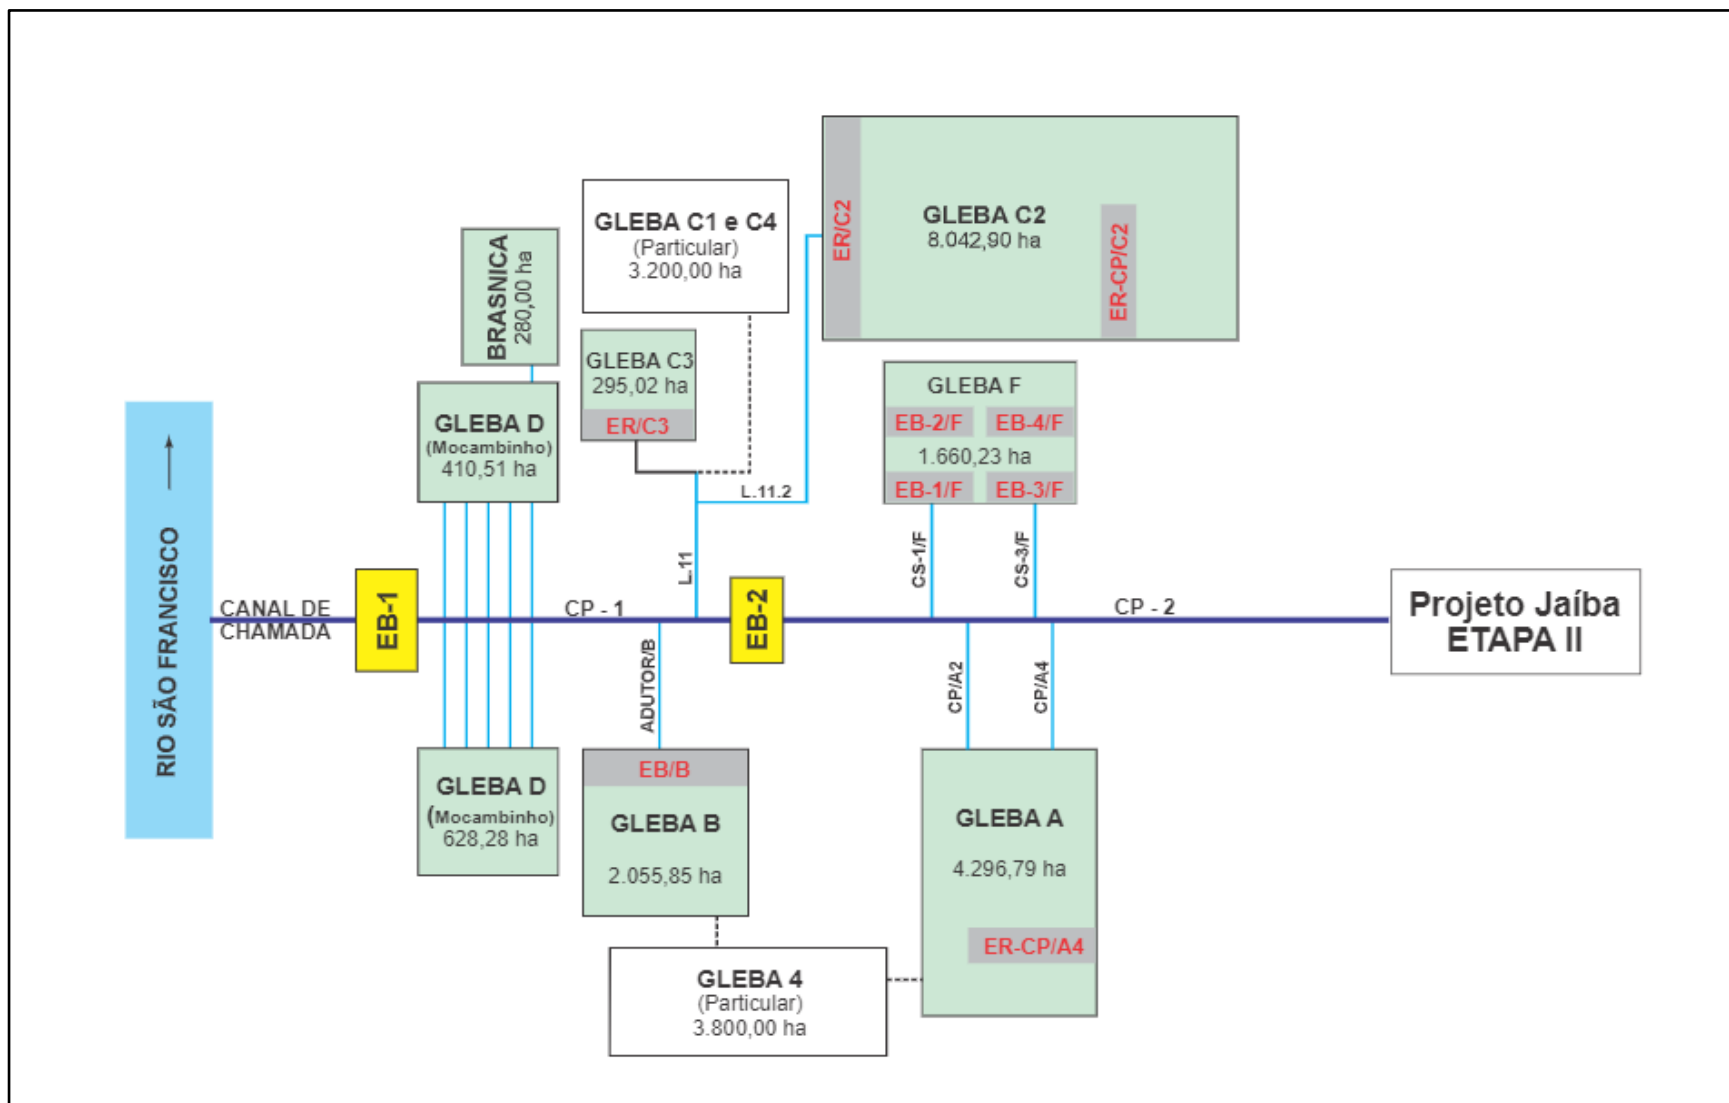 GLEBA C1 e C4
(Particular)
3.200,00 ha
ER/C2
GLEBA C2
8.042,90 ha
ER-CP/C2
BRASNICA
280,00 ha
GLEBA C3
295,02 ha
ER/C3
GLEBA F
EB-2/F
EB-4/F
1.660,23 ha
EB-1/F
EB-3/F
GLEBA D
(Mocambinho)
410,51 ha
L.11.2
L.11
CS-1/F
CS-3/F
RIO SÃO FRANCISCO
CANAL DE
CHAMADA
EB-1
CP - 1
EB-2
CP - 2
Projeto Jaíba
ETAPA II
ADUTOR/B
CP/A2
CP/A4
GLEBA D
(Mocambinho)
628,28 ha
EB/B
GLEBA B
2.055,85 ha
GLEBA A
4.296,79 ha
ER-CP/A4
GLEBA 4
(Particular)
3.800,00 ha